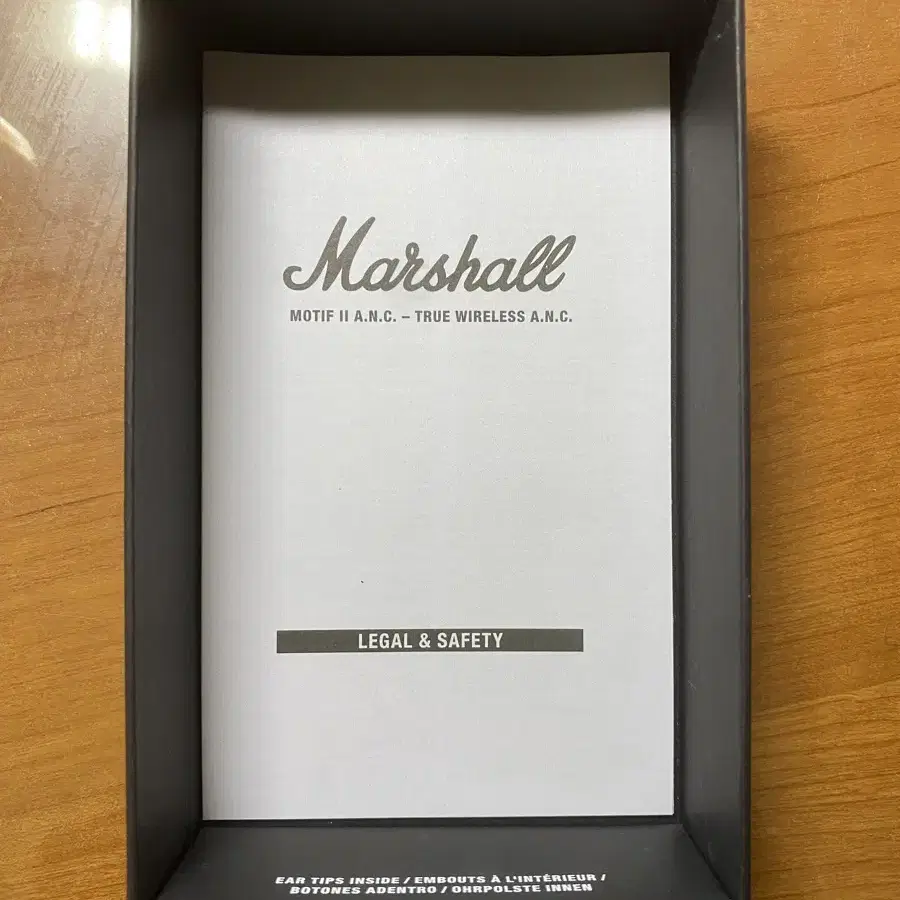 Marshall
MOTIF II A.N.C. – TRUE WIRELESS A.N.C.
LEGAL & SAFETY
EAR TIPS INSIDE / EMBOUTS À L'INTÉRIEUR /
BOTONES ADENTRO / OHRPOLSTE INNEN